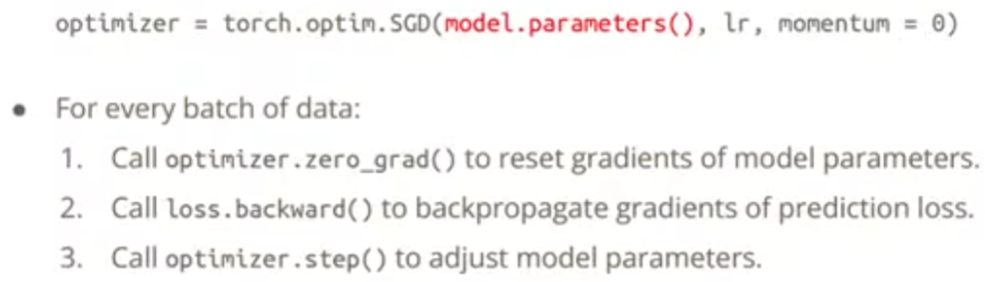 optimizer = torch.optim.SGD(model.parameters(), lr, momentum = 0)
• For every batch of data:
1. Call optimizer.zero_grad() to reset gradients of model parameters.
2. Call loss.backward() to backpropagate gradients of prediction loss.
3. Call optimizer.step() to adjust model parameters.